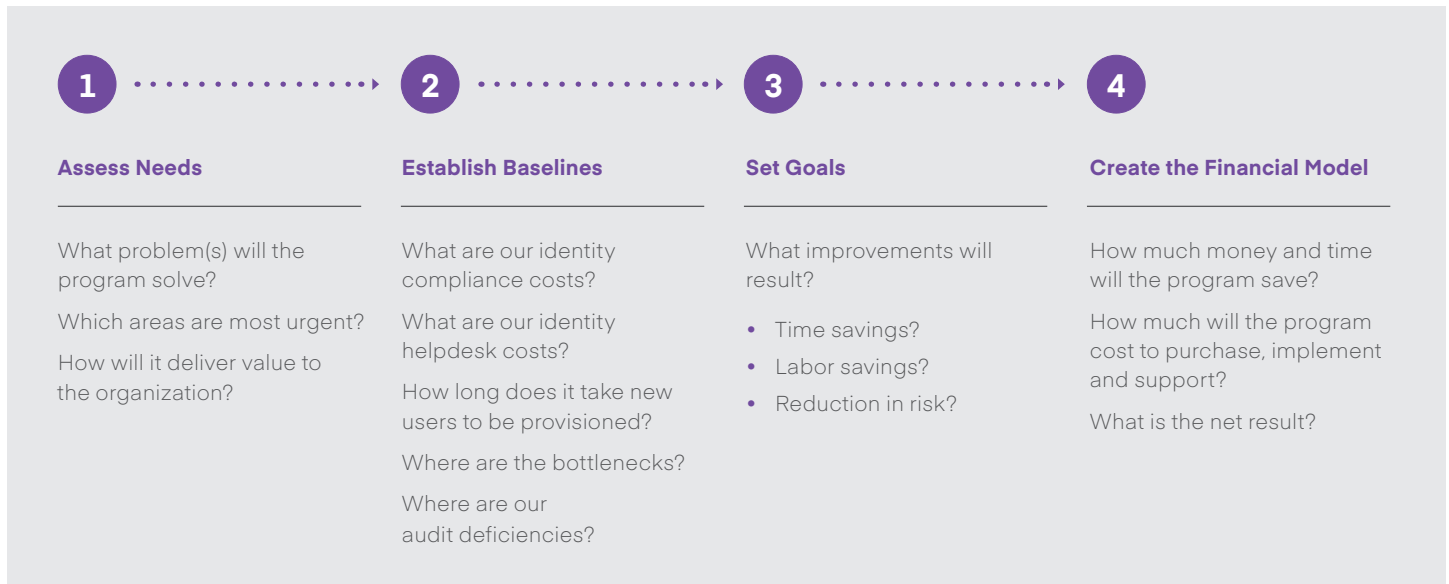 1
2
3
4
Assess Needs
What problem(s) will the
program solve?
Which areas are most urgent?
How will it deliver value to
the organization?
Establish Baselines
What are our identity
compliance costs?
What are our identity
helpdesk costs?
How long does it take new
users to be provisioned?
Where are the bottlenecks?
Where are our
audit deficiencies?
Set Goals
What improvements will
result?
• Time savings?
• Labor savings?
• Reduction in risk?
Create the Financial Model
How much money and time
will the program save?
How much will the program
cost to purchase, implement
and support?
What is the net result?